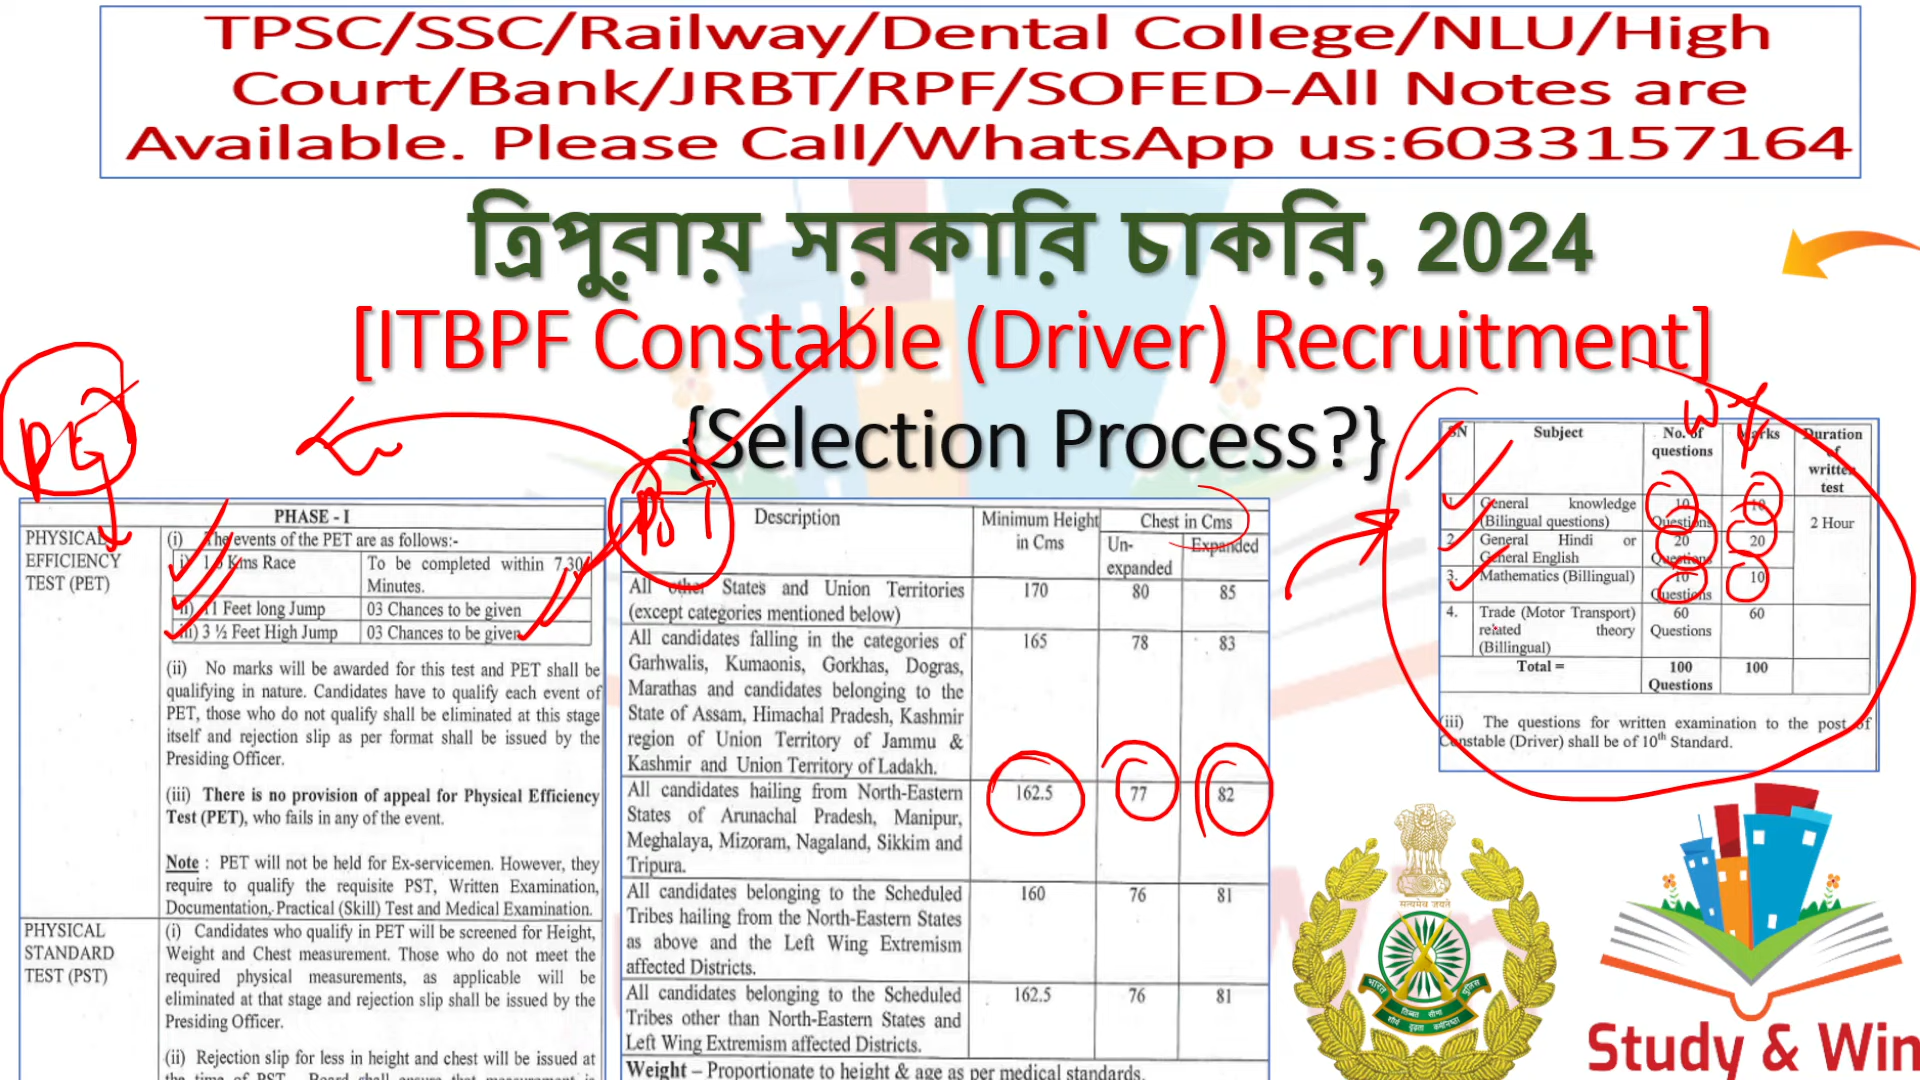 TPSC/SSC/Railway/Dental College/NLU/High
Court/Bank/JRBT/RPF/SOFED-All Notes are
Available. Please Call/WhatsApp us:6033157164
ত্রিপুরায় সরকারি চাকরি, 2024
[ITBPF Constable (Driver) Recruitment]
{Selection Process?}
PET
PHASE - I
PHYSICAL
EFFICIENCY
TEST (PET)
(i) The events of the PET are as follows:-
Kms Race
To be completed within 7.30
Minutes.
11 Feet long Jump
03 Chances to be given
iii) 3 ½ Feet High Jump
03 Chances to be given
(ii) No marks will be awarded for this test and PET shall be
qualifying in nature. Candidates have to qualify each event of
PET, those who do not qualify shall be eliminated at this stage
itself and rejection slip as per format shall be issued by the
Presiding Officer.
(iii) There is no provision of appeal for Physical Efficiency
Test (PET), who fails in any of the event.
Note : PET will not be held for Ex-servicemen. However, they
require to qualify the requisite PST, Written Examination,
Documentation, Practical (Skill) Test and Medical Examination.
PHYSICAL
STANDARD
TEST (PST)
(i) Candidates who qualify in PET will be screened for Height,
Weight and Chest measurement. Those who do not meet the
required physical measurements, as applicable will be
eliminated at that stage and rejection slip shall be issued by the
Presiding Officer.
(ii) Rejection slip for less in height and chest will be issued at
PST
Description
Minimum Height
in Cms
Chest in Cms
Un-
expanded
Expanded
All other States and Union Territories
(except categories mentioned below)
170 80 85
All candidates falling in the categories of
Garhwalis, Kumaonis, Gorkhas, Dogras,
Marathas and candidates belonging to the
State of Assam, Himachal Pradesh, Kashmir
region of Union Territory of Jammu &
Kashmir and Union Territory of Ladakh.
165 78 83
All candidates hailing from North-Eastern
States of Arunachal Pradesh, Manipur,
Meghalaya, Mizoram, Nagaland, Sikkim and
Tripura.
162.5 77 82
All candidates belonging to the Scheduled
Tribes hailing from the North-Eastern States
as above and the Left Wing Extremism
affected Districts.
160 76 81
All candidates belonging to the Scheduled
Tribes other than North-Eastern States and
Left Wing Extremism affected Districts.
162.5 76 81
Weight – Proportionate to height & age as per medical standards.
SN
Subject
No. of
questions
Marks
Duration
of
written
test
1. General knowledge
(Bilingual questions)
10
Questions
10
2 Hour
2. General Hindi or
General English
20
Questions
20
3. Mathematics (Billingual)
10
Questions
10
4. Trade (Motor Transport)
related theory
(Billingual)
60
Questions
60
Total =
100
Questions
100
(iii) The questions for written examination to the post of
Constable (Driver) shall be of 10th Standard.
सत्यमेव जयते
Study & Win